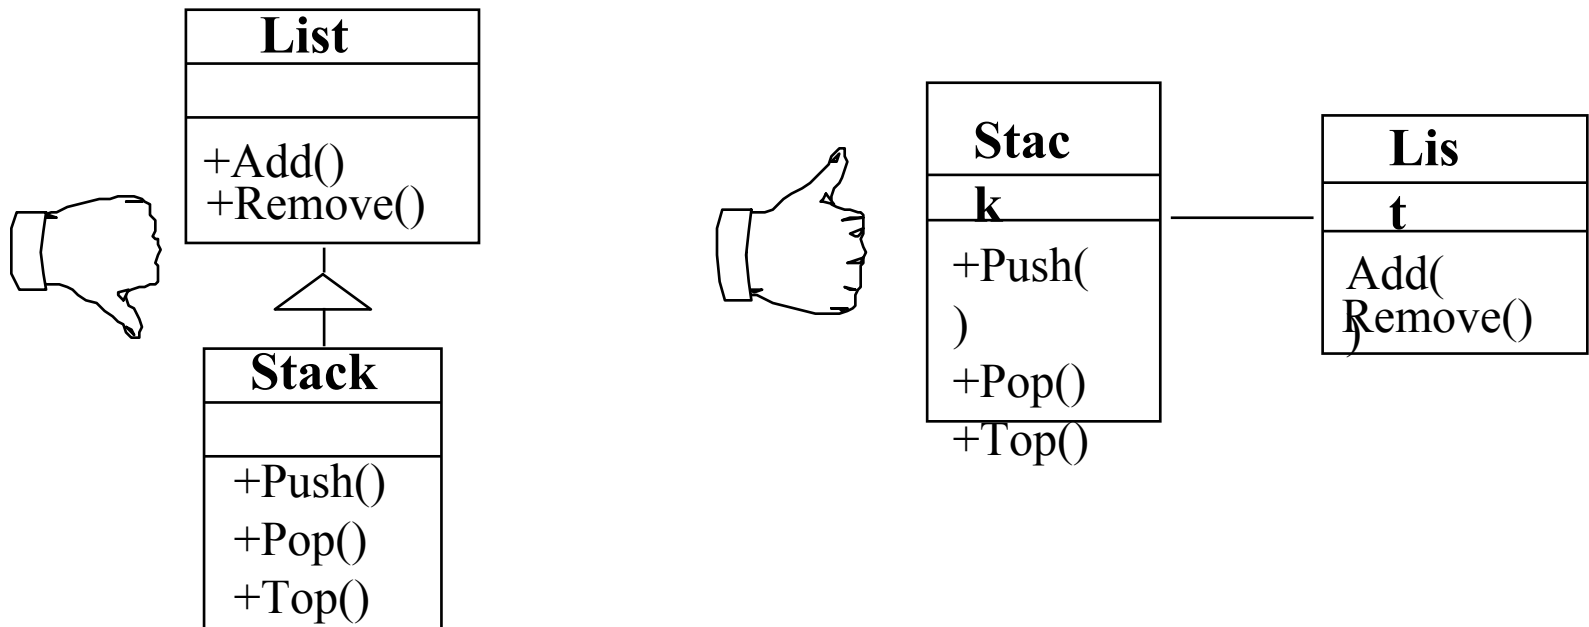 List
+Add()
+Remove()
Stack
+Push()
+Pop()
+Top()
Stac
k
+Push(
)
+Pop()
+Top()
Lis
t
Add(
)
Remove()